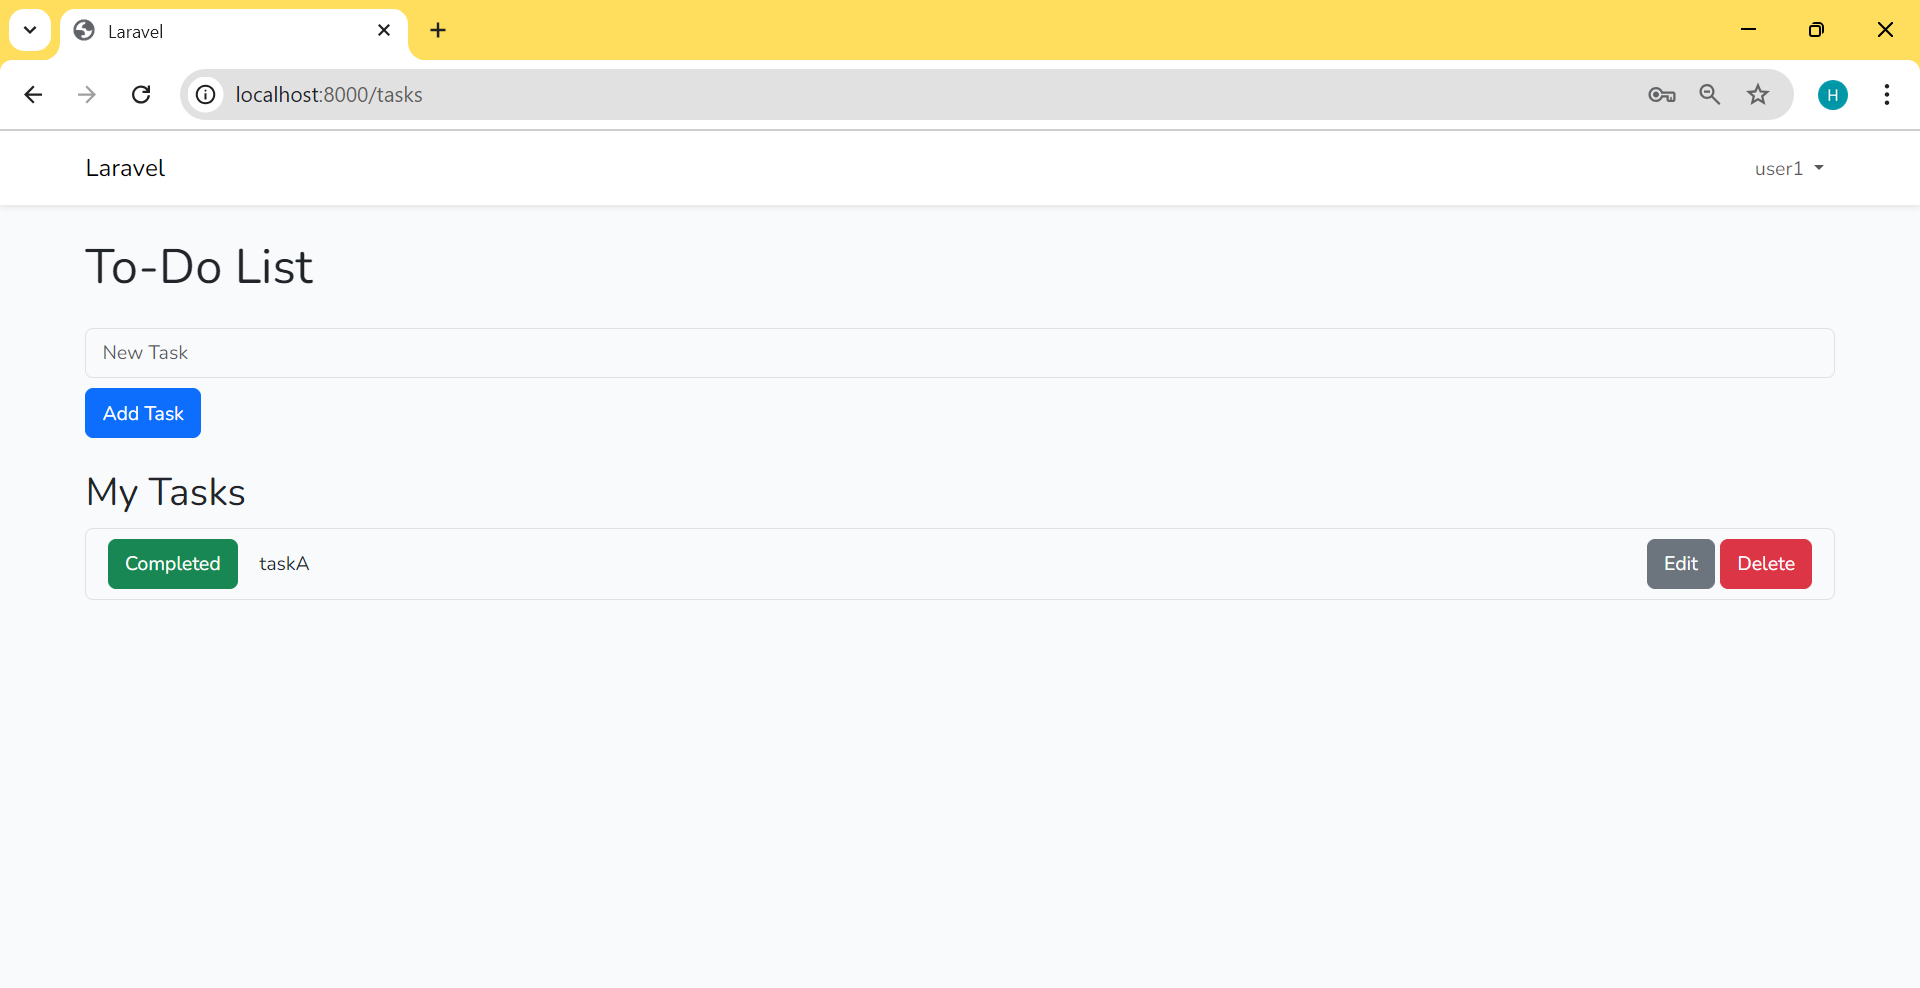 Laravel
localhost:8000/tasks
H
Laravel
user1
To-Do List
New Task
Add Task
My Tasks
Completed taskA Edit Delete